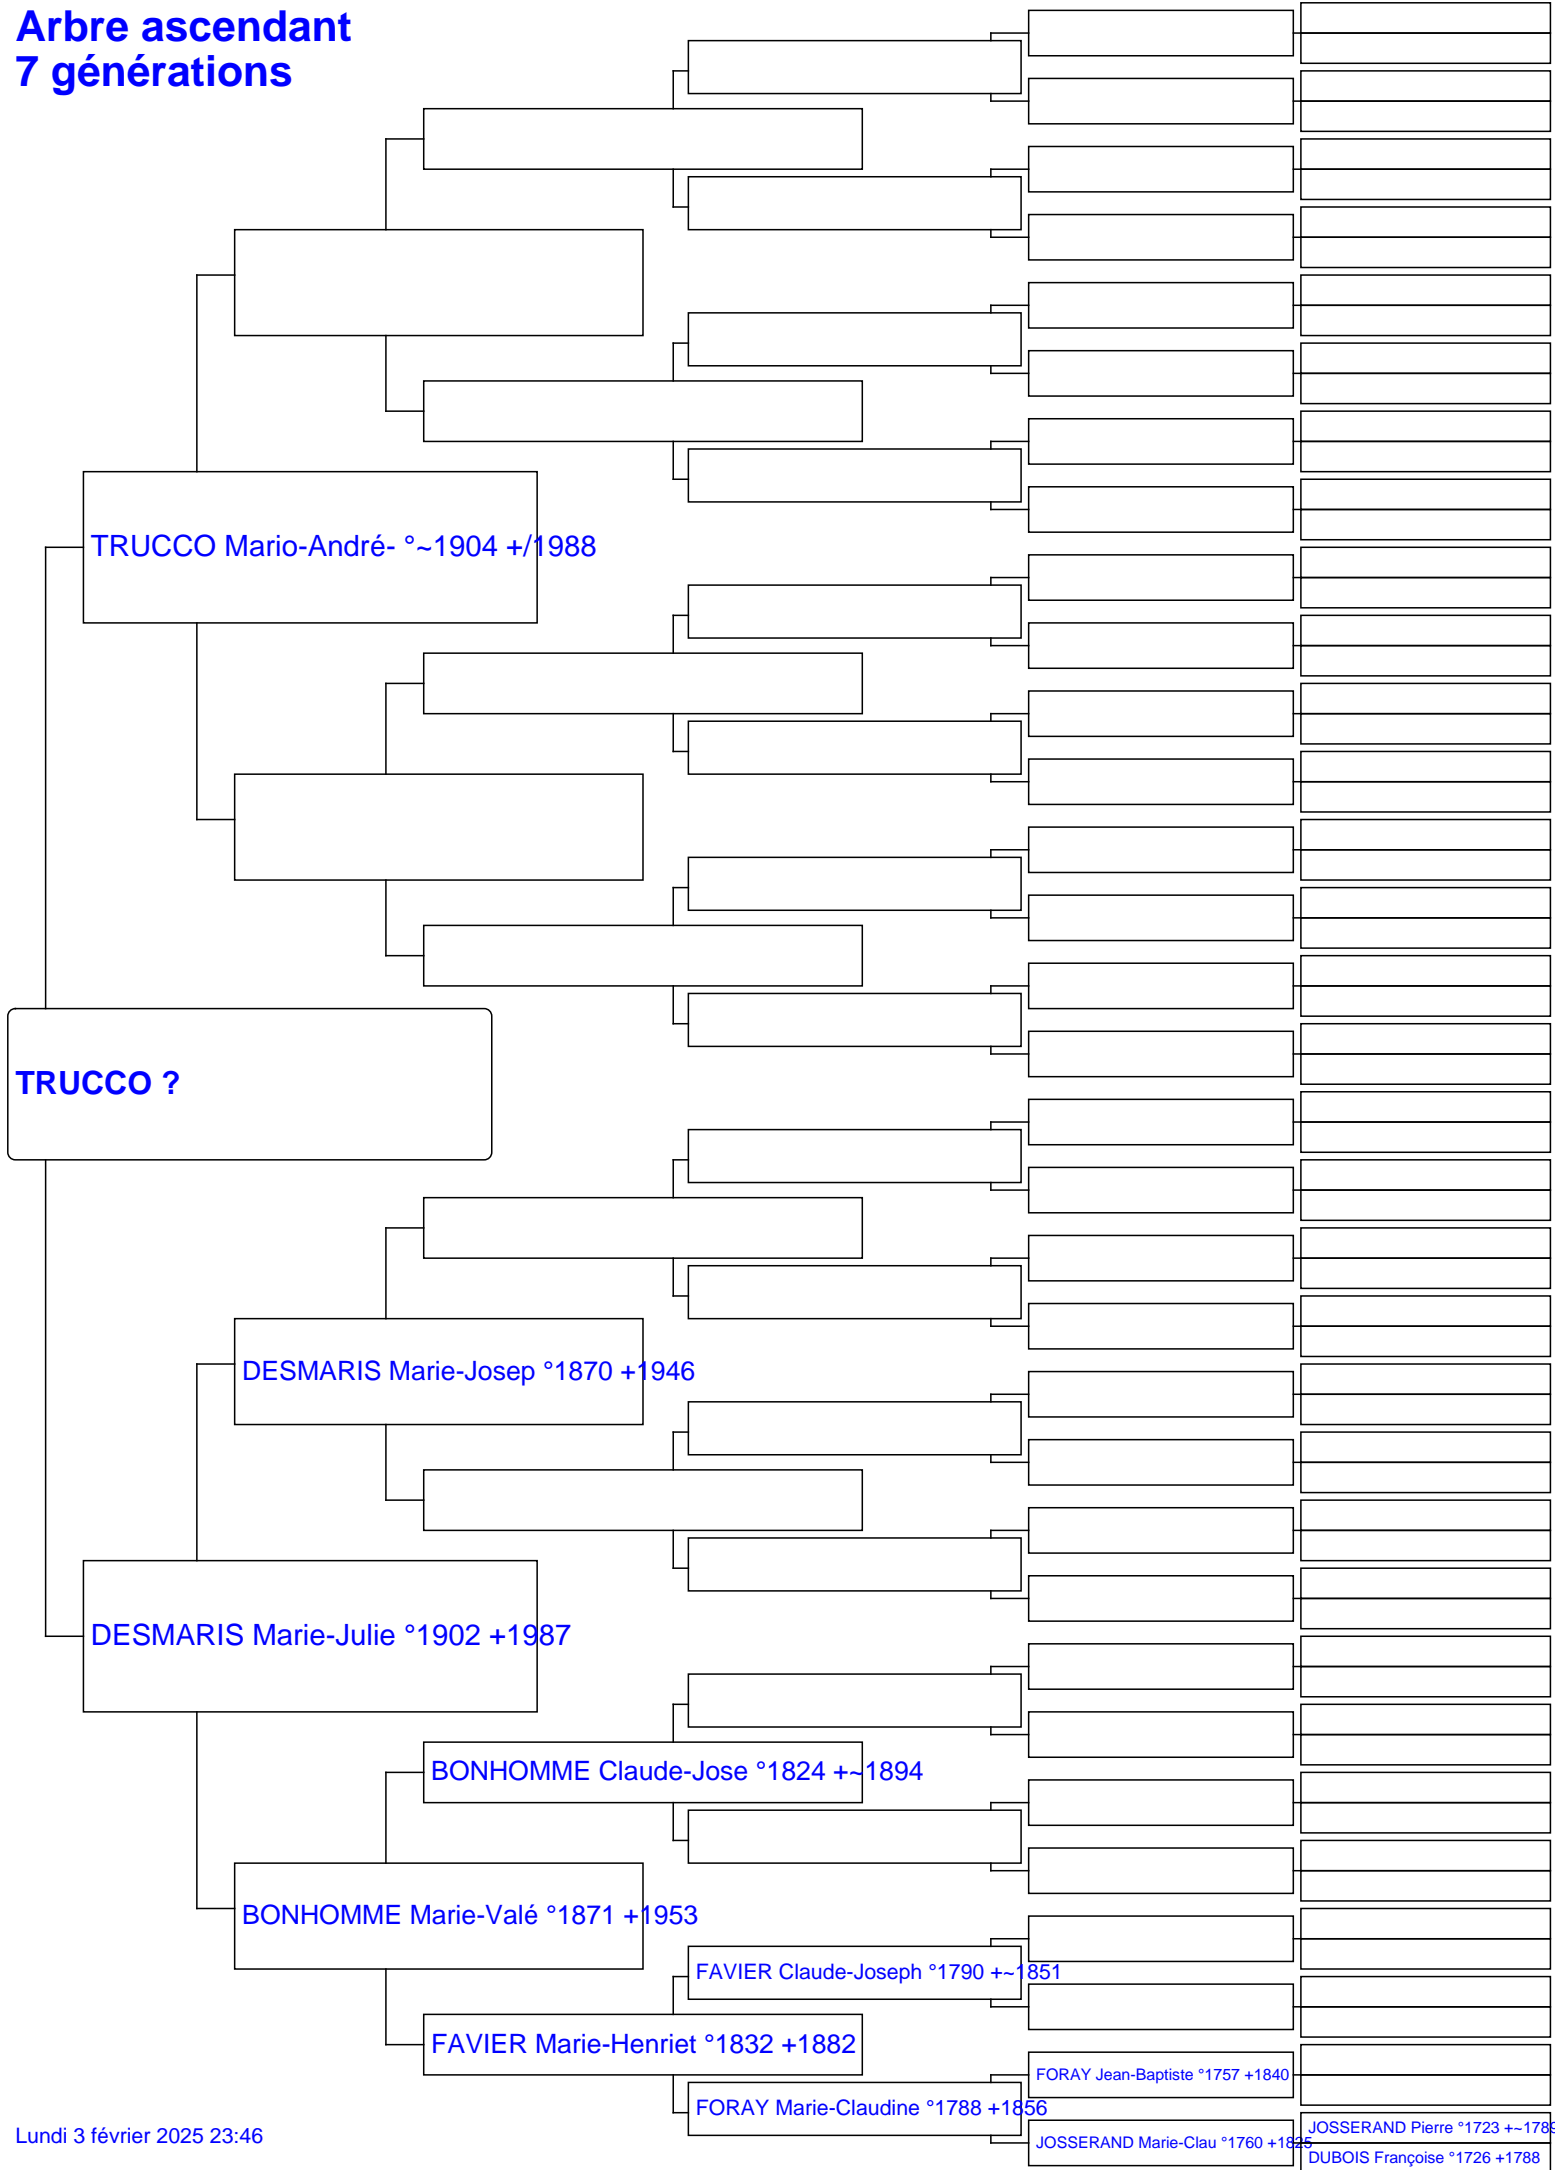 Arbre ascendant
7 générations
TRUCCO Mario-André- °~1904 +/1988
TRUCCO ?
DESMARIS Marie-Josep °1870 +1946
DESMARIS Marie-Julie °1902 +1987
BONHOMME Claude-Jose °1824 +~1894
BONHOMME Marie-Valé °1871 +1953
FAVIER Claude-Joseph °1790 +~1851
FAVIER Marie-Henriet °1832 +1882
FORAY Jean-Baptiste °1757 +1840
FORAY Marie-Claudine °1788 +1856
JOSSERAND Pierre °1723 +~1789
JOSSERAND Marie-Clau °1760 +1825
DUBOIS Françoise °1726 +1788
Lundi 3 février 2025 23:46